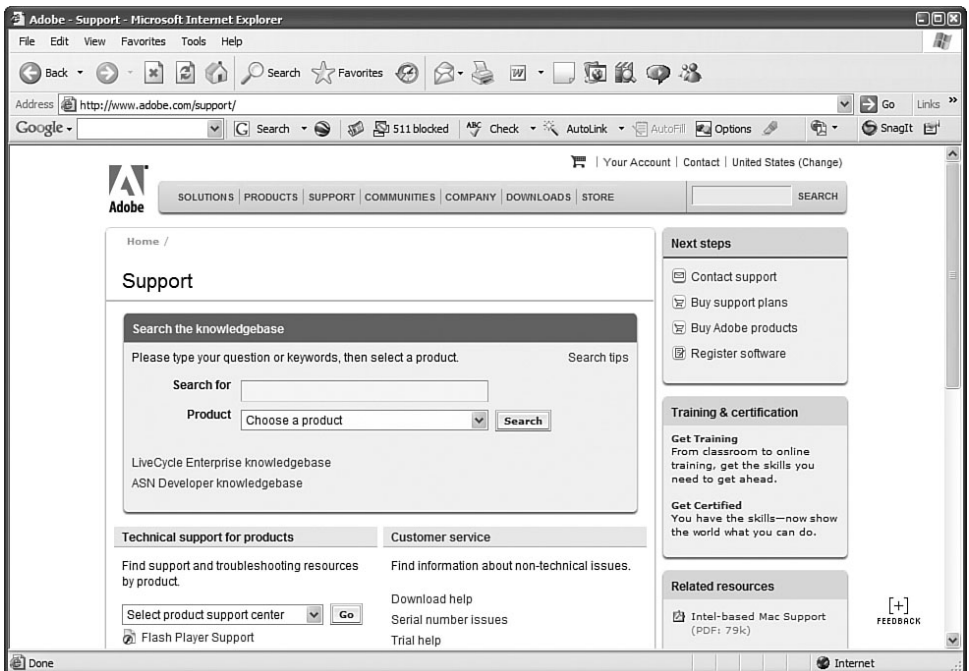 Adobe - Support - Microsoft Internet Explorer
File Edit View Favorites Tools Help
Back Search Favorites
Address http://www.adobe.com/support/ Go Links »
Google Search 511 blocked ABC Check AutoLink AutoFill Options SnagIt
Your Account | Contact | United States (Change)
Adobe
SOLUTIONS | PRODUCTS | SUPPORT | COMMUNITIES | COMPANY | DOWNLOADS | STORE SEARCH
Home /
Support
Search the knowledgebase
Please type your question or keywords, then select a product. Search tips
Search for
Product Choose a product Search
LiveCycle Enterprise knowledgebase
ASN Developer knowledgebase
Technical support for products
Find support and troubleshooting resources
by product.
Select product support center Go
Flash Player Support
Customer service
Find information about non-technical issues.
Download help
Serial number issues
Trial help
Next steps
Contact support
Buy support plans
Buy Adobe products
Register software
Training & certification
Get Training
From classroom to online
training, get the skills you
need to get ahead.
Get Certified
You have the skills—now show
the world what you can do.
Related resources
Intel-based Mac Support
(PDF: 79k)
[+]
FEEDBACK
Done Internet